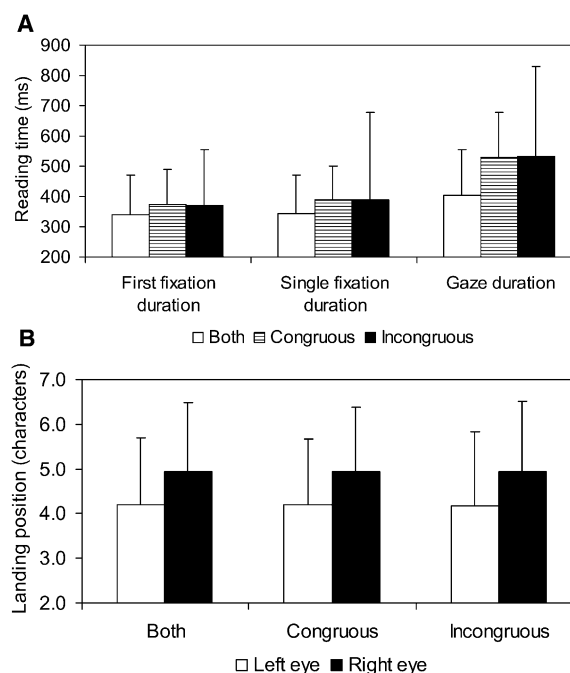 A
900
800
700
600
500
400
300
200
Reading time (ms)
First fixation
duration
Single fixation
duration
Gaze duration
Both Congruous Incongruous
B
7.0
6.0
5.0
4.0
3.0
2.0
Landing position (characters)
Both Congruous Incongruous
Left eye Right eye